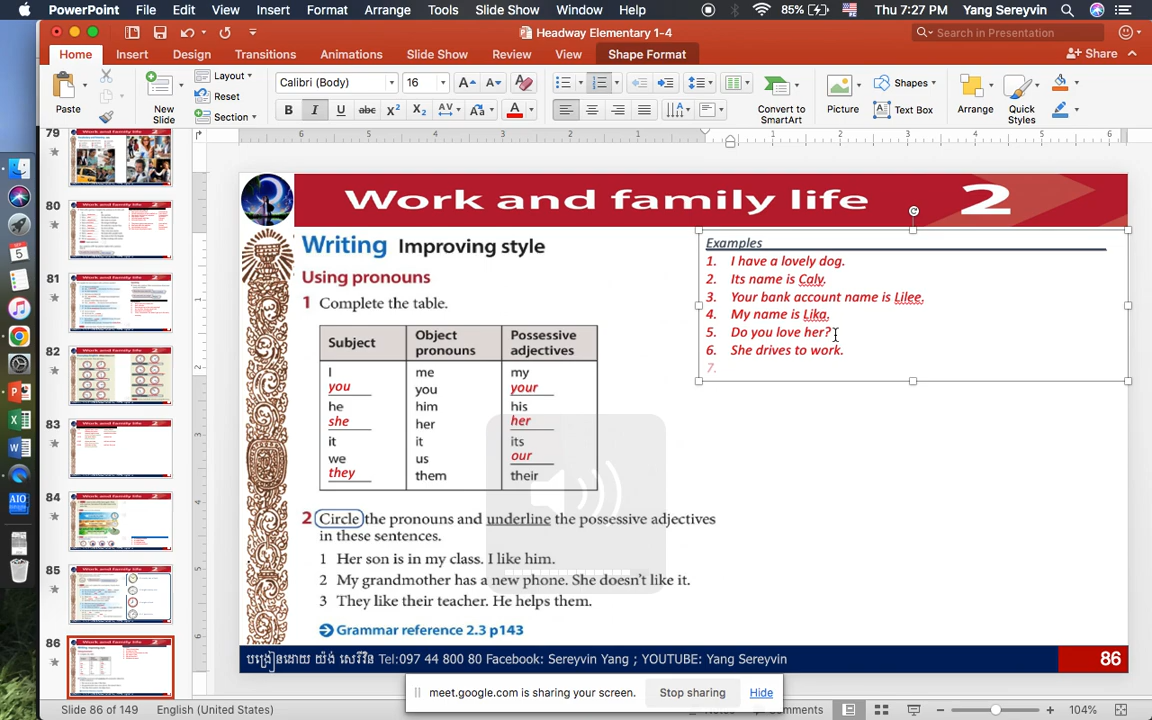 PowerPoint File Edit View Insert Format Arrange Tools Slide Show Window Help 85% Thu 7:27 PM Yang Sereyvin
Headway Elementary 1-4
Search in Presentation
Home Insert Design Transitions Animations Slide Show Review View Shape Format
Share
Paste
New Slide
Layout
Reset
Section
Calibri (Body) 16
Convert to SmartArt
Picture
Shapes
Text Box
Arrange
Quick Styles
79
80
81
82
83
84
85
86
Work and family life 2
Writing Improving style
Using pronouns
1 Complete the table.
Subject Object pronouns Possessive adjectives
I me my
you you your
he him his
she her her
it it its
we us our
they them their
2 Circle the pronouns and underline the possessive adjectives
in these sentences.
1 Her son is in my class. I like him.
2 My grandmother has a new phone. She doesn't like it.
3 They like their teacher. He helps them.
Grammar reference 2.3 p143
Examples
1. I have a lovely dog.
2. Its name is Caly.
3. Your bank account name is Lilee.
4. My name is Lika.
5. Do you love her?
6. She drives to work.
7.
បង្រៀនដោយ យ៉ង់ សេរីវីន Tel:097 44 800 80 Facebook: Sereyvin Yang ; YOUTUBE: Yang Sereyvin 86
meet.google.com is sharing your screen. Stop sharing Hide
Slide 86 of 149 English (United States) Notes Comments 104%